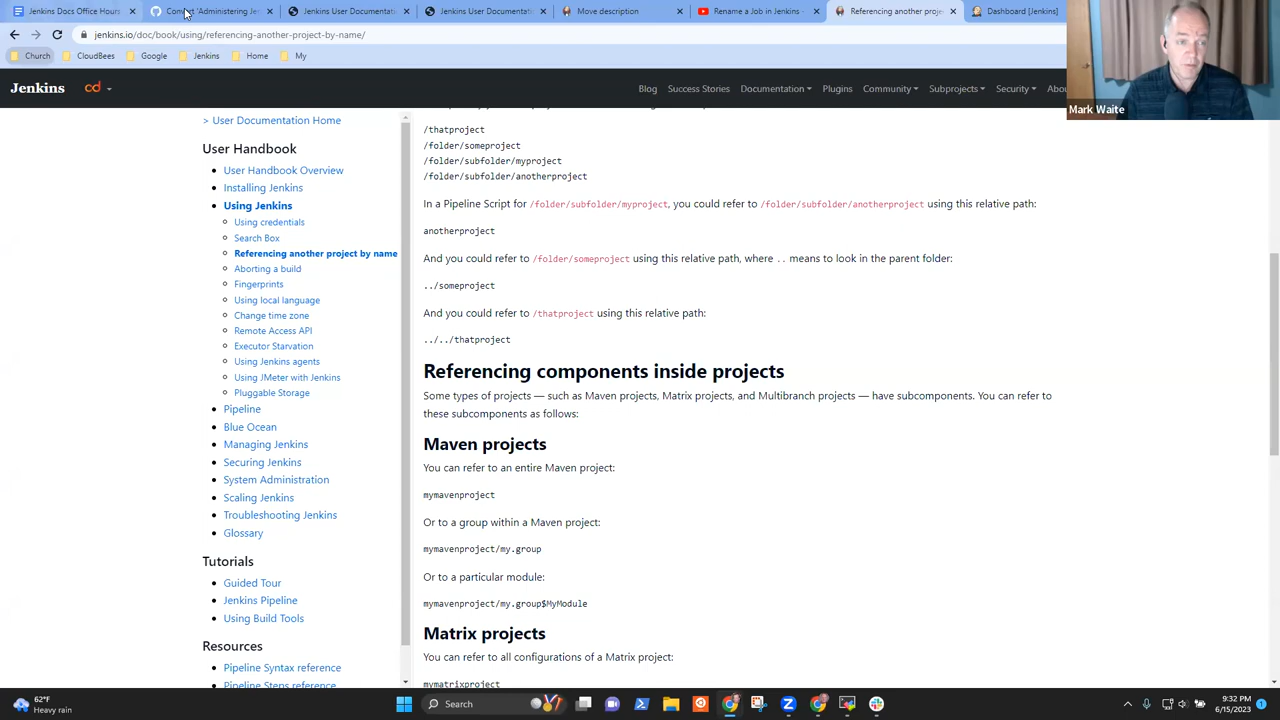 Jenkins Docs Office Hours
Convert 'Administering Je
Jenkins User Documentat
Jenkins User Documentat
Move description
Rename a Job in Jenkins
Referencing another proj
Dashboard [Jenkins]
jenkins.io/doc/book/using/referencing-another-project-by-name/
Church
CloudBees
Google
Jenkins
Home
My
Jenkins
cd
Blog
Success Stories
Documentation
Plugins
Community
Subprojects
Security
Abou
Mark Waite
> User Documentation Home
User Handbook
User Handbook Overview
Installing Jenkins
Using Jenkins
Using credentials
Search Box
Referencing another project by name
Aborting a build
Fingerprints
Using local language
Change time zone
Remote Access API
Executor Starvation
Using Jenkins agents
Using JMeter with Jenkins
Pluggable Storage
Pipeline
Blue Ocean
Managing Jenkins
Securing Jenkins
System Administration
Scaling Jenkins
Troubleshooting Jenkins
Glossary
Tutorials
Guided Tour
Jenkins Pipeline
Using Build Tools
Resources
Pipeline Syntax reference
Pipeline Steps reference
/thatproject
/folder/someproject
/folder/subfolder/myproject
/folder/subfolder/anotherproject
In a Pipeline Script for /folder/subfolder/myproject, you could refer to /folder/subfolder/anotherproject using this relative path:
anotherproject
And you could refer to /folder/someproject using this relative path, where .. means to look in the parent folder:
../someproject
And you could refer to /thatproject using this relative path:
../../thatproject
Referencing components inside projects
Some types of projects — such as Maven projects, Matrix projects, and Multibranch projects — have subcomponents. You can refer to
these subcomponents as follows:
Maven projects
You can refer to an entire Maven project:
mymavenproject
Or to a group within a Maven project:
mymavenproject/my.group
Or to a particular module:
mymavenproject/my.group$MyModule
Matrix projects
You can refer to all configurations of a Matrix project:
mymatrixproject
62°F
Heavy rain
Search
9:32 PM
6/15/2023